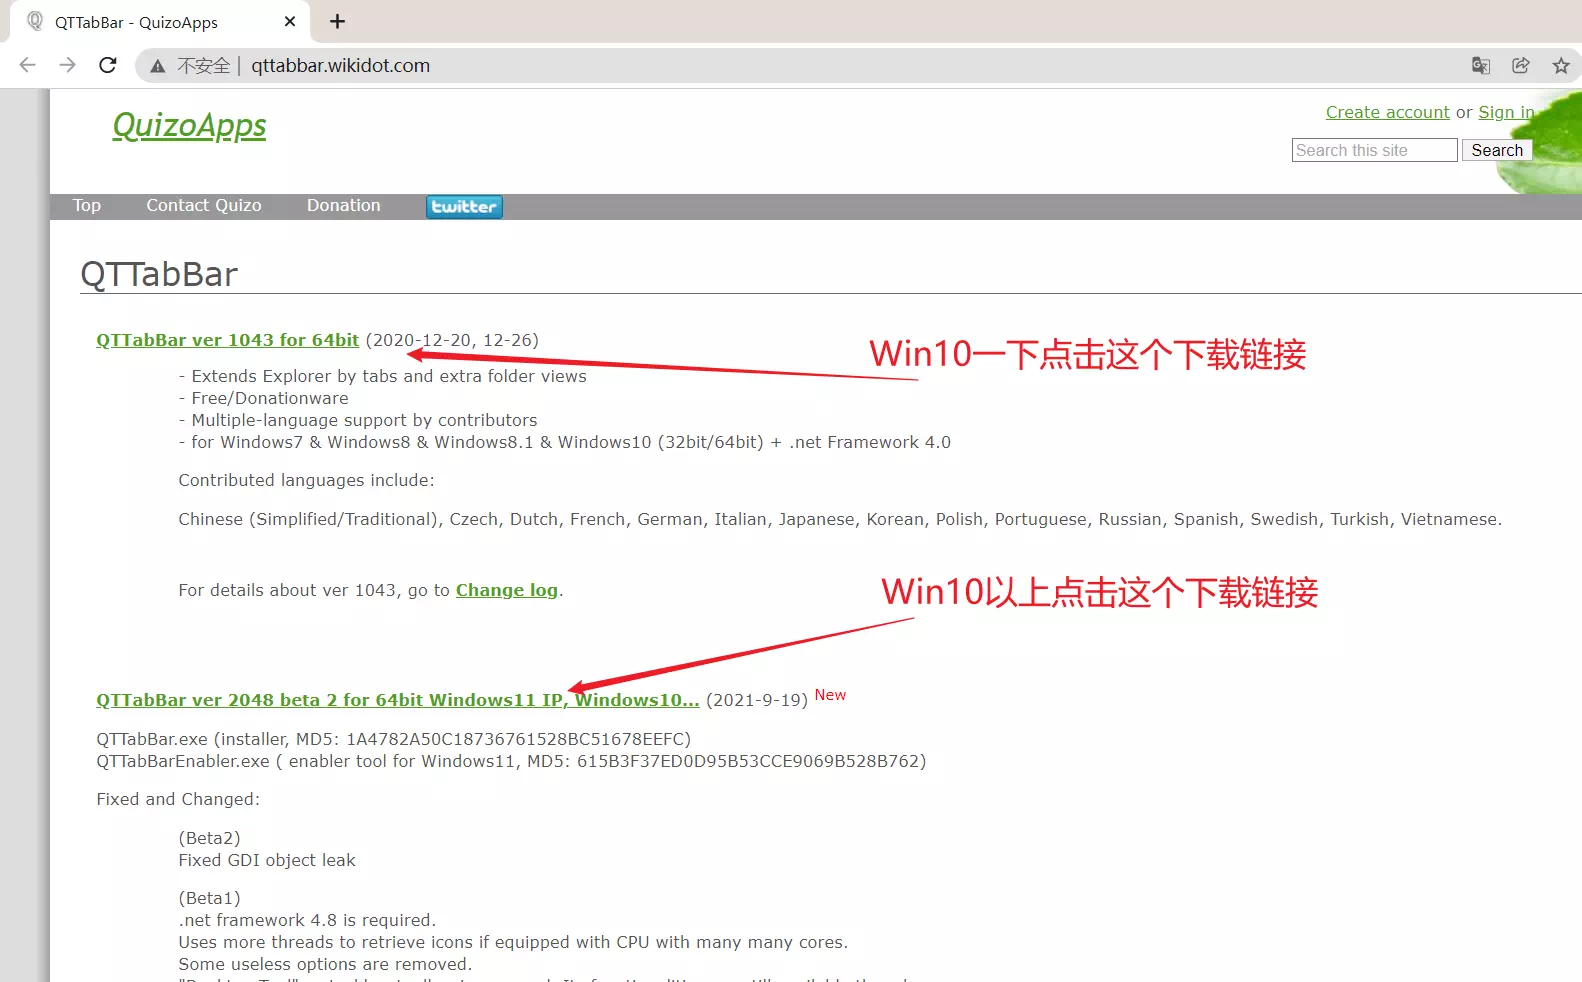 QTTabBar - QuizoApps
不安全 | qttabbar.wikidot.com
QuizoApps
Create account or Sign in
Search this site Search
Top Contact Quizo Donation twitter
QTTabBar
QTTabBar ver 1043 for 64bit (2020-12-20, 12-26)
Win10一下点击这个下载链接
- Extends Explorer by tabs and extra folder views
- Free/Donationware
- Multiple-language support by contributors
- for Windows7 & Windows8 & Windows8.1 & Windows10 (32bit/64bit) + .net Framework 4.0
Contributed languages include:
Chinese (Simplified/Traditional), Czech, Dutch, French, German, Italian, Japanese, Korean, Polish, Portuguese, Russian, Spanish, Swedish, Turkish, Vietnamese.
For details about ver 1043, go to Change log.
Win10以上点击这个下载链接
QTTabBar ver 2048 beta 2 for 64bit Windows11 IP, Windows10... (2021-9-19) New
QTTabBar.exe (installer, MD5: 1A4782A50C18736761528BC51678EEFC)
QTTabBarEnabler.exe ( enabler tool for Windows11, MD5: 615B3F37ED0D95B53CCE9069B528B762)
Fixed and Changed:
(Beta2)
Fixed GDI object leak
(Beta1)
.net framework 4.8 is required.
Uses more threads to retrieve icons if equipped with CPU with many many cores.
Some useless options are removed.